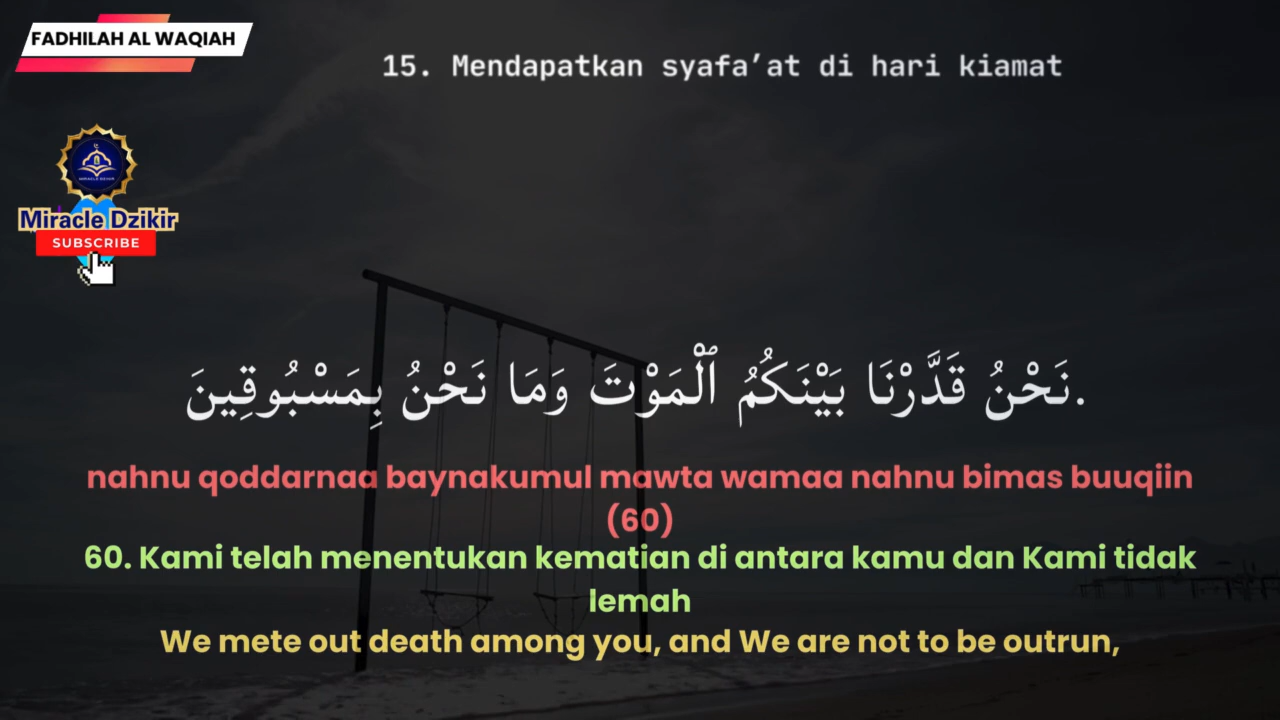 FADHILAH AL WAQIAH
15. Mendapatkan syafa’at di hari kiamat
Miracle Dzikir
SUBSCRIBE
نَحْنُ قَدَّرْنَا بَيْنَكُمُ ٱلْمَوْتَ وَمَا نَحْنُ بِمَسْبُوقِينَ.
nahnu qoddarnaa baynakumul mawta wamaa nahnu bimas buuqiin
(60)
60. Kami telah menentukan kematian di antara kamu dan Kami tidak
lemah
We mete out death among you, and We are not to be outrun,